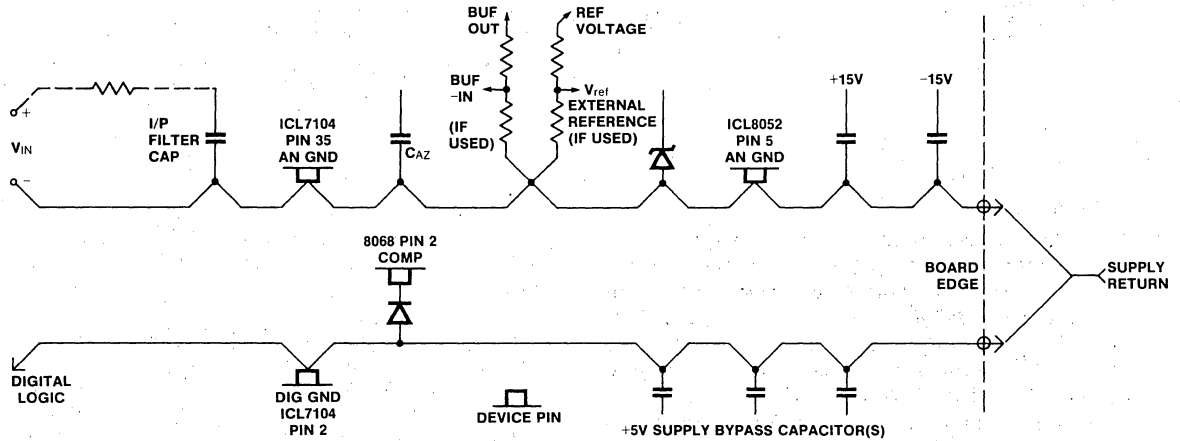 BUF
OUT
REF
VOLTAGE
BUF
-IN
Vref
EXTERNAL
REFERENCE
(IF USED)
(IF
USED)
+15V
-15V
+
VIN
-
I/P
FILTER
CAP
ICL7104
PIN 35
AN GND
CAZ
ICL8052
PIN 5
AN GND
8068 PIN 2
COMP
BOARD
EDGE
SUPPLY
RETURN
DIGITAL
LOGIC
DIG GND
ICL7104
PIN 2
DEVICE PIN
+5V SUPPLY BYPASS CAPACITOR(S)